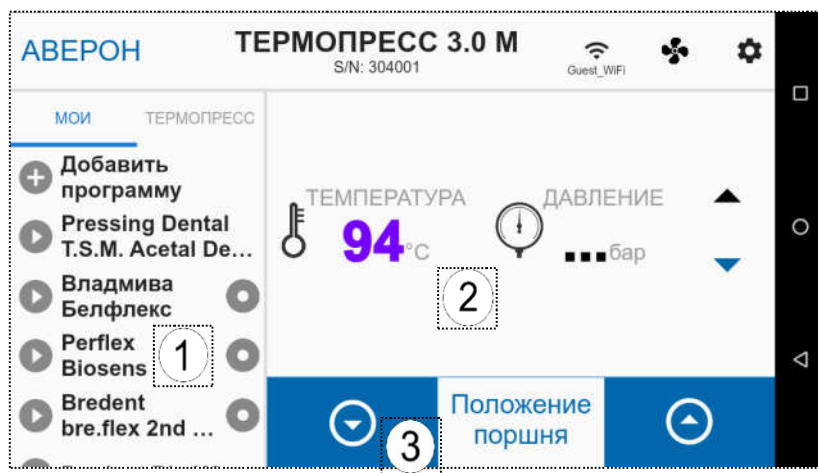 АВЕРОН
ТЕРМОПРЕСС 3.0 М
S/N: 304001
Guest_WiFi
МОИ
ТЕРМОПРЕСС
Добавить
программу
Pressing Dental
T.S.M. Acetal De...
Владмива
Белфлекс
Perflex
Biosens
1
Bredent
bre.flex 2nd ...
ТЕМПЕРАТУРА
94°C
ДАВЛЕНИЕ
...бар
2
Положение
поршня
3